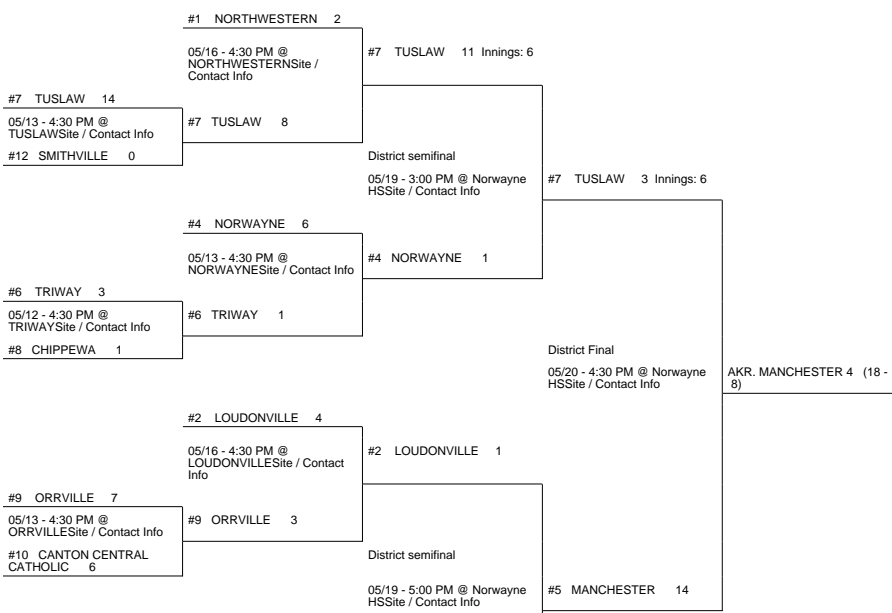 #1 NORTHWESTERN 2
05/16 - 4:30 PM @
NORTHWESTERNSite /
Contact Info
#7 TUSLAW 11 Innings: 6
#7 TUSLAW 14
05/13 - 4:30 PM @
TUSLAWSite / Contact Info
#7 TUSLAW 8
#12 SMITHVILLE 0
District semifinal
05/19 - 3:00 PM @ Norwayne
HSSite / Contact Info
#7 TUSLAW 3 Innings: 6
#4 NORWAYNE 6
05/13 - 4:30 PM @
NORWAYNESite / Contact Info
#4 NORWAYNE 1
#6 TRIWAY 3
05/12 - 4:30 PM @
TRIWAYSite / Contact Info
#6 TRIWAY 1
#8 CHIPPEWA 1
District Final
05/20 - 4:30 PM @ Norwayne
HSSite / Contact Info
AKR. MANCHESTER 4 (18 -
8)
#2 LOUDONVILLE 4
05/16 - 4:30 PM @
LOUDONVILLESite / Contact
Info
#2 LOUDONVILLE 1
#9 ORRVILLE 7
05/13 - 4:30 PM @
ORRVILLESite / Contact Info
#9 ORRVILLE 3
#10 CANTON CENTRAL
CATHOLIC 6
District semifinal
05/19 - 5:00 PM @ Norwayne
HSSite / Contact Info
#5 MANCHESTER 14